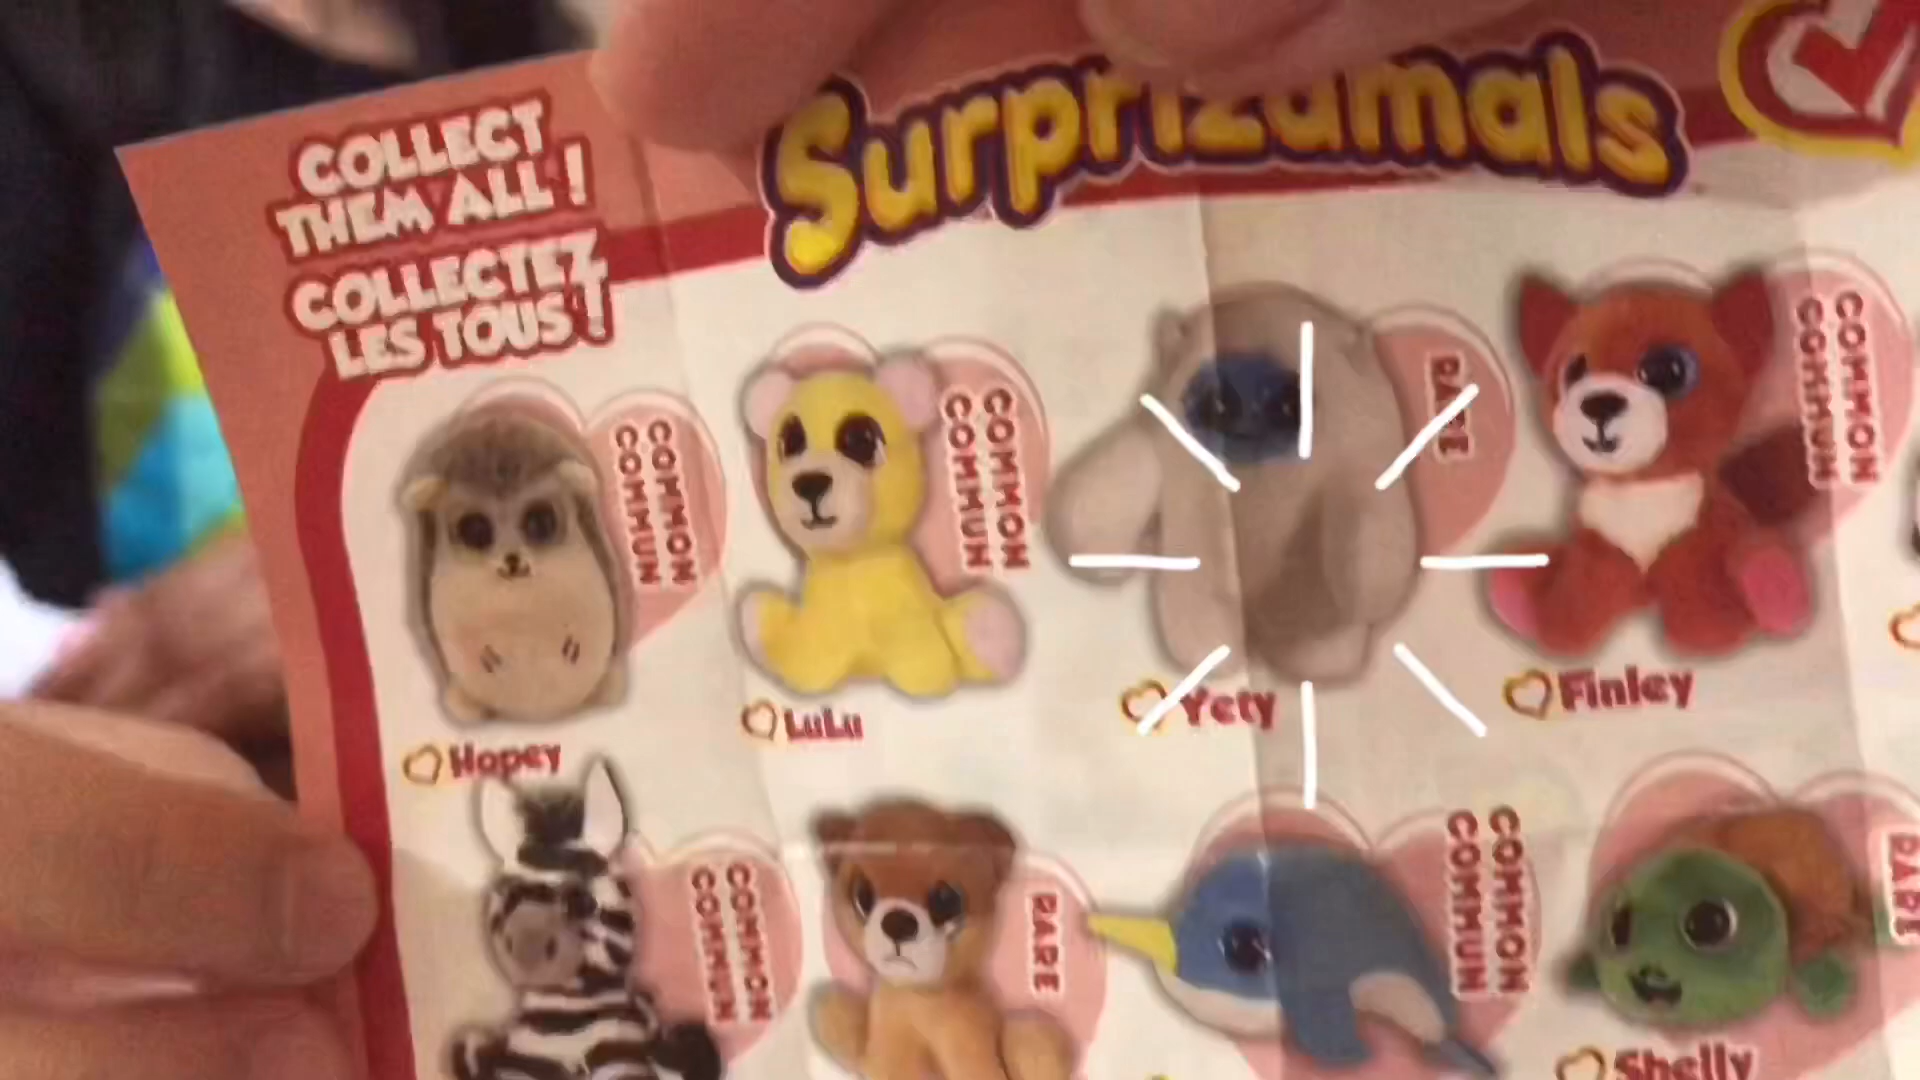 COLLECT
THEM ALL!
COLLECTEZ
LES TOUS!
Surprizamals
COMMON
COMMUN
Hopey
COMMON
COMMUN
LuLu
RARE
Yety
COMMON
COMMUN
Finley
COMMON
COMMUN
RARE
COMMON
COMMUN
RARE
Shelly